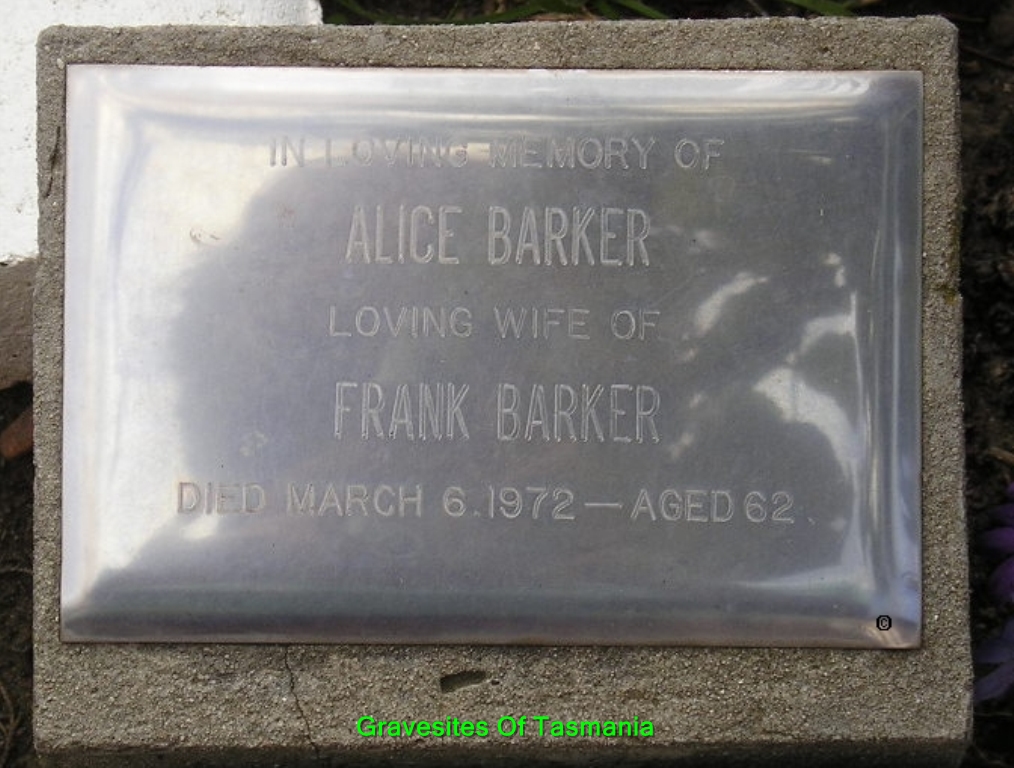 IN LOVING MEMORY OF
ALICE BARKER
LOVING WIFE OF
FRANK BARKER
DIED MARCH 6.1972 — AGED 62.
©
Gravesites Of Tasmania